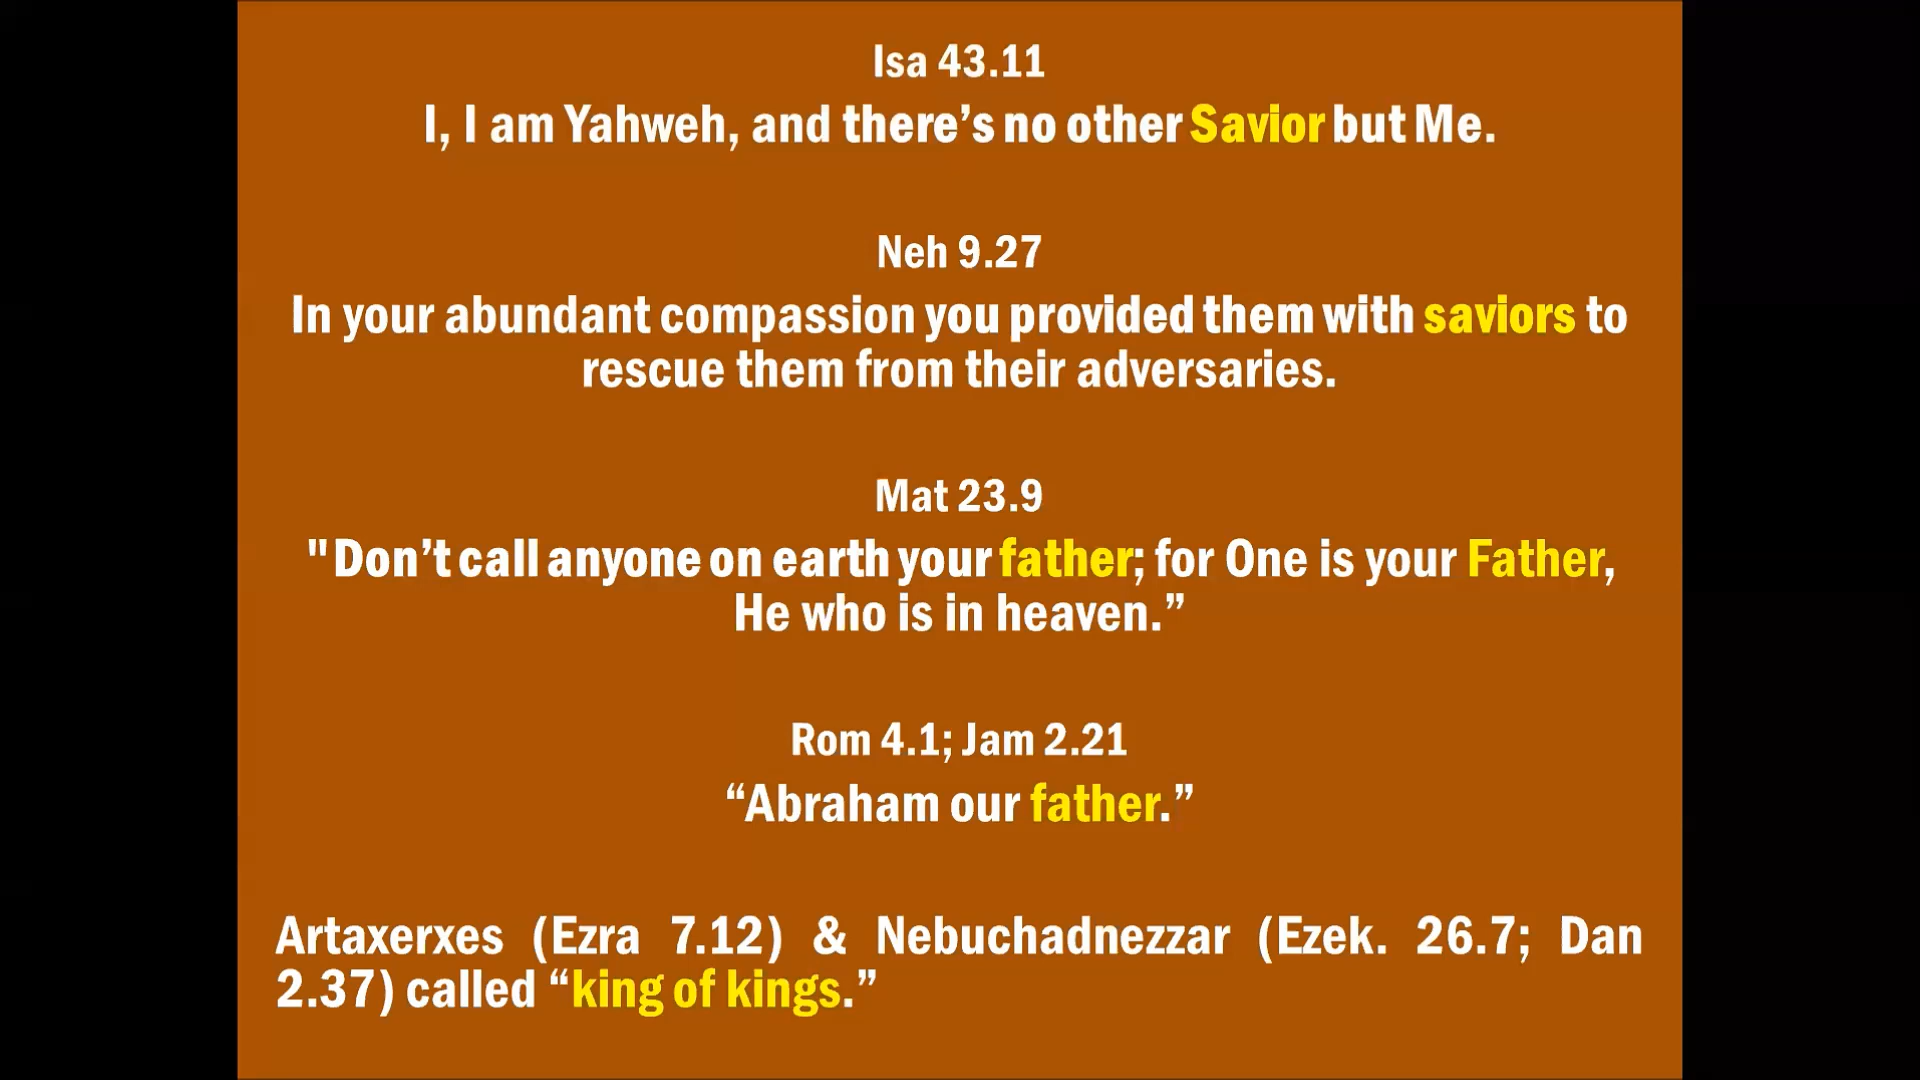 Isa 43.11
I, I am Yahweh, and there’s no other Savior but Me.
Neh 9.27
In your abundant compassion you provided them with saviors to
rescue them from their adversaries.
Mat 23.9
"Don’t call anyone on earth your father; for One is your Father,
He who is in heaven.”
Rom 4.1; Jam 2.21
“Abraham our father.”
Artaxerxes (Ezra 7.12) & Nebuchadnezzar (Ezek. 26.7; Dan
2.37) called “king of kings.”